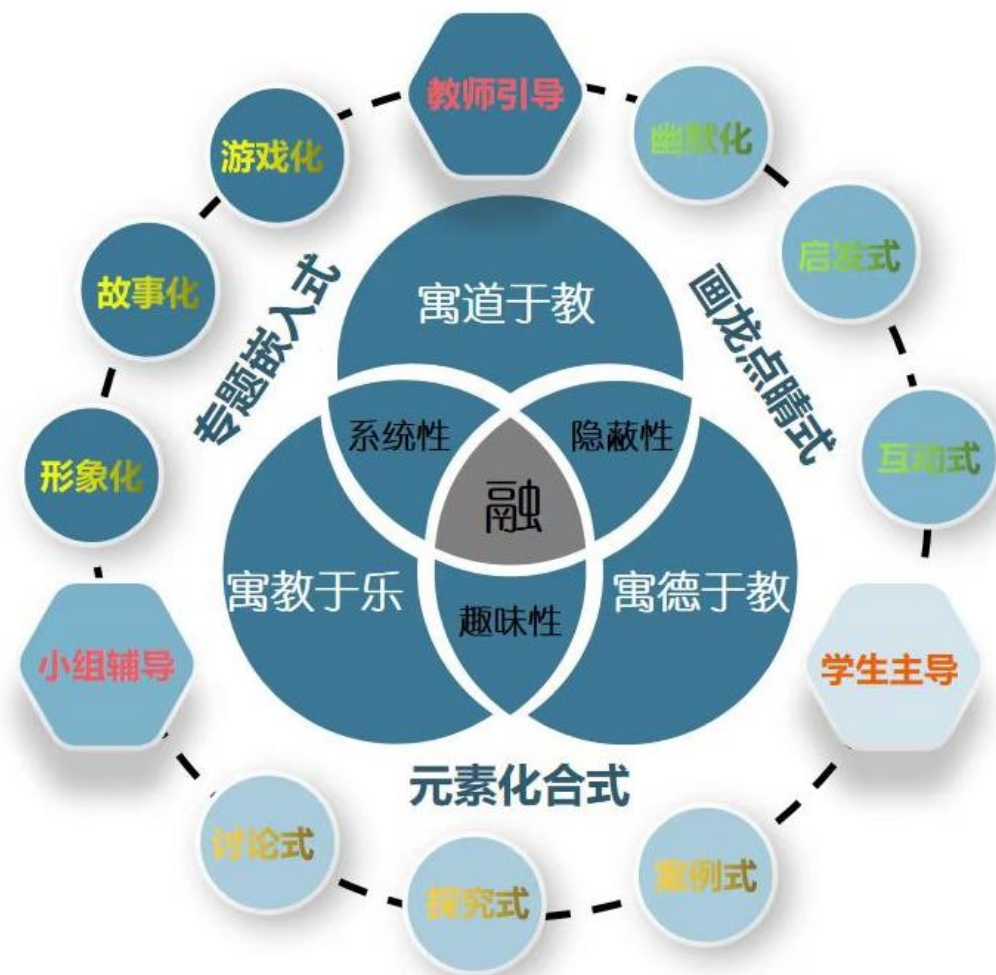 教师引导
幽默化
启发式
互动式
学生主导
案例式
探究式
讨论式
小组辅导
形象化
故事化
游戏化
专题嵌入式
画龙点睛式
元素化合式
寓道于教
系统性
隐蔽性
融
寓教于乐
趣味性
寓德于教